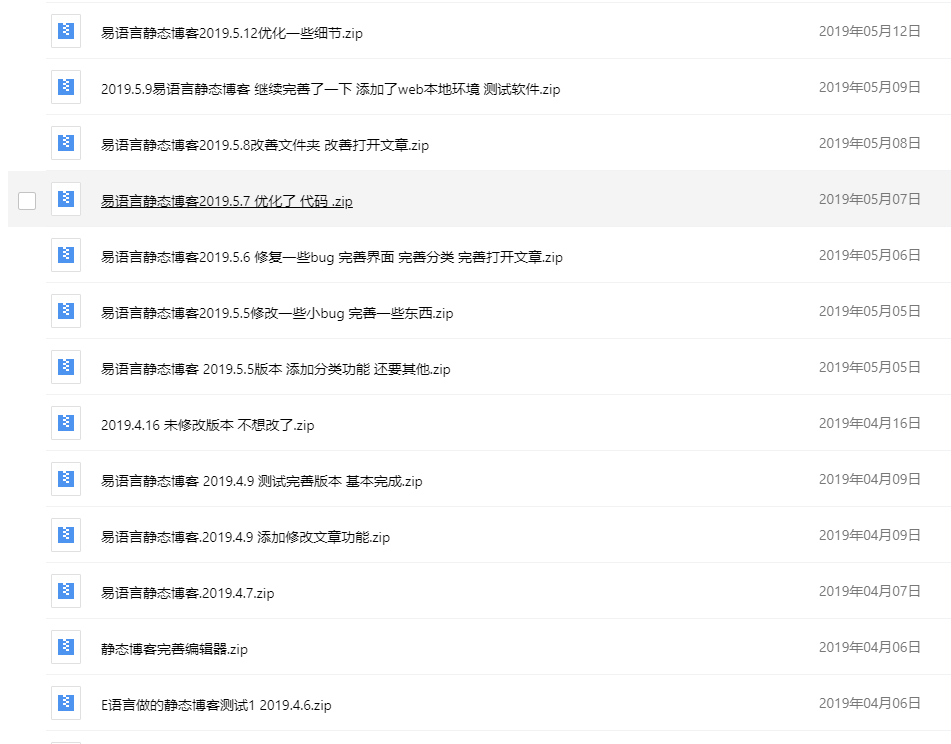 易语言静态博客2019.5.12优化一些细节.zip 2019年05月12日
2019.5.9易语言静态博客 继续完善了一下 添加了web本地环境 测试软件.zip 2019年05月09日
易语言静态博客2019.5.8改善文件夹 改善打开文章.zip 2019年05月08日
易语言静态博客2019.5.7 优化了 代码 .zip 2019年05月07日
易语言静态博客2019.5.6 修复一些bug 完善界面 完善分类 完善打开文章.zip 2019年05月06日
易语言静态博客2019.5.5修改一些小bug 完善一些东西.zip 2019年05月05日
易语言静态博客 2019.5.5版本 添加分类功能 还要其他.zip 2019年05月05日
2019.4.16 未修改版本 不想改了.zip 2019年04月16日
易语言静态博客 2019.4.9 测试完善版本 基本完成.zip 2019年04月09日
易语言静态博客.2019.4.9 添加修改文章功能.zip 2019年04月09日
易语言静态博客.2019.4.7.zip 2019年04月07日
静态博客完善编辑器.zip 2019年04月06日
E语言做的静态博客测试1 2019.4.6.zip 2019年04月06日